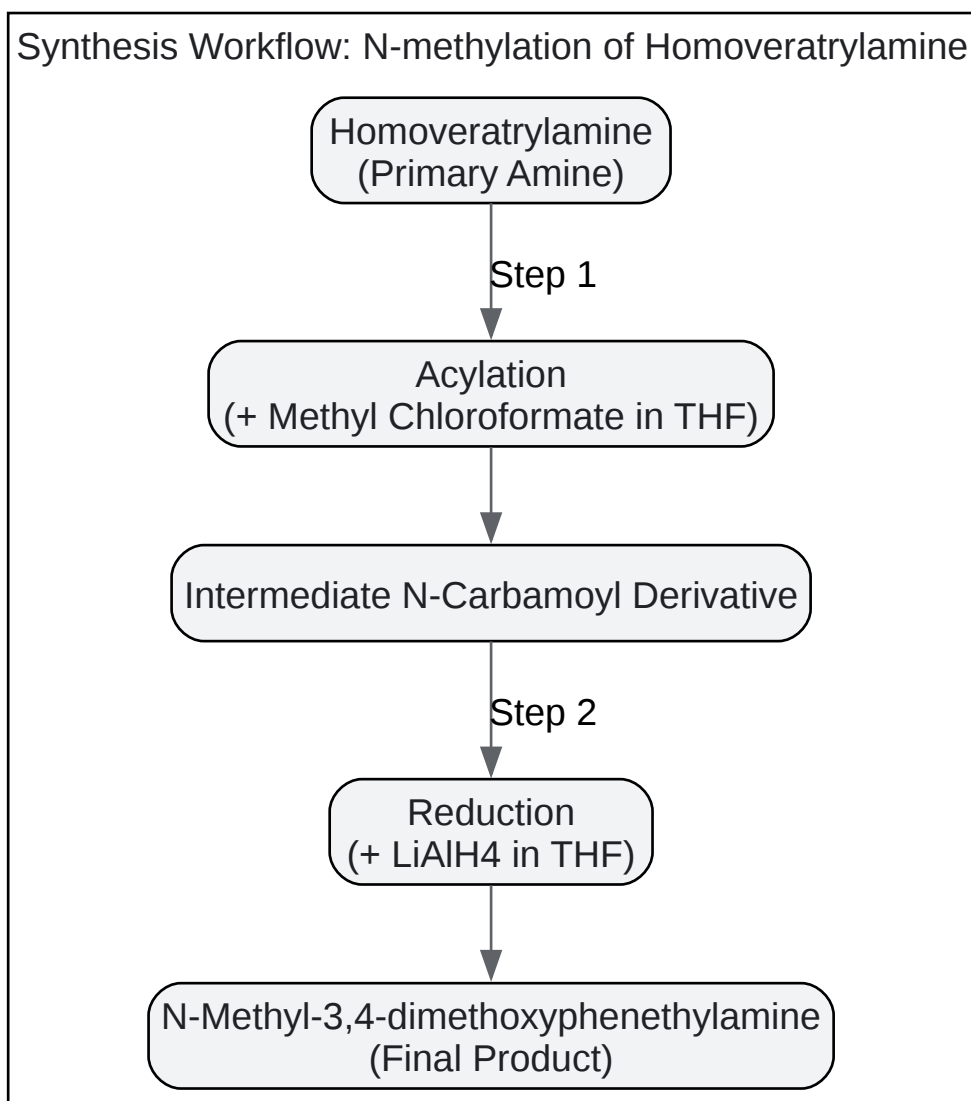 Synthesis Workflow: N-methylation of Homoveratrylamine
Homoveratrylamine
(Primary Amine)
Step 1
Acylation
(+ Methyl Chloroformate in THF)
Intermediate N-Carbamoyl Derivative
Step 2
Reduction
(+ LiAlH4 in THF)
N-Methyl-3,4-dimethoxyphenethylamine
(Final Product)